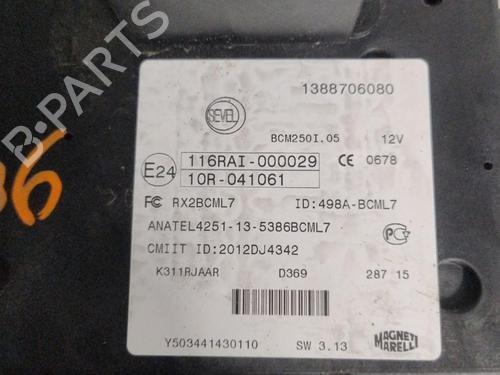 B-PARTS
06
1388706080
SEVEL
BCM250I.05 12V
E24 116RAI-000029 CE 0678
10R-041061
FC RX2BCML7 ID:498A-BCML7
ANATEL4251-13-5386BCML7
CMIIT ID:2012DJ4342
K311RJAAR D369 287 15
Y503441430110 SW 3.13
MAGNETI
MARELLI